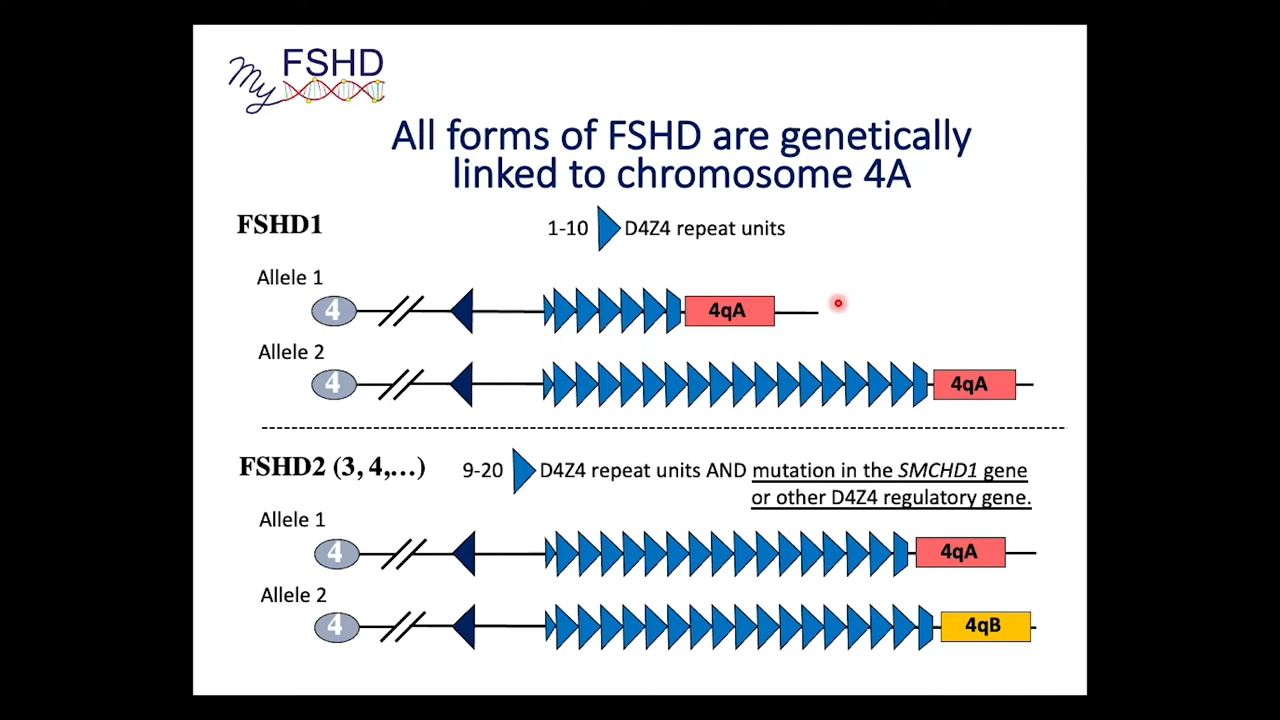 My FSHD
All forms of FSHD are genetically
linked to chromosome 4A
FSHD1
1-10 D4Z4 repeat units
Allele 1
4
4qA
Allele 2
4
4qA
FSHD2 (3, 4,...)
9-20 D4Z4 repeat units AND mutation in the SMCHD1 gene
or other D4Z4 regulatory gene.
Allele 1
4
4qA
Allele 2
4
4qB